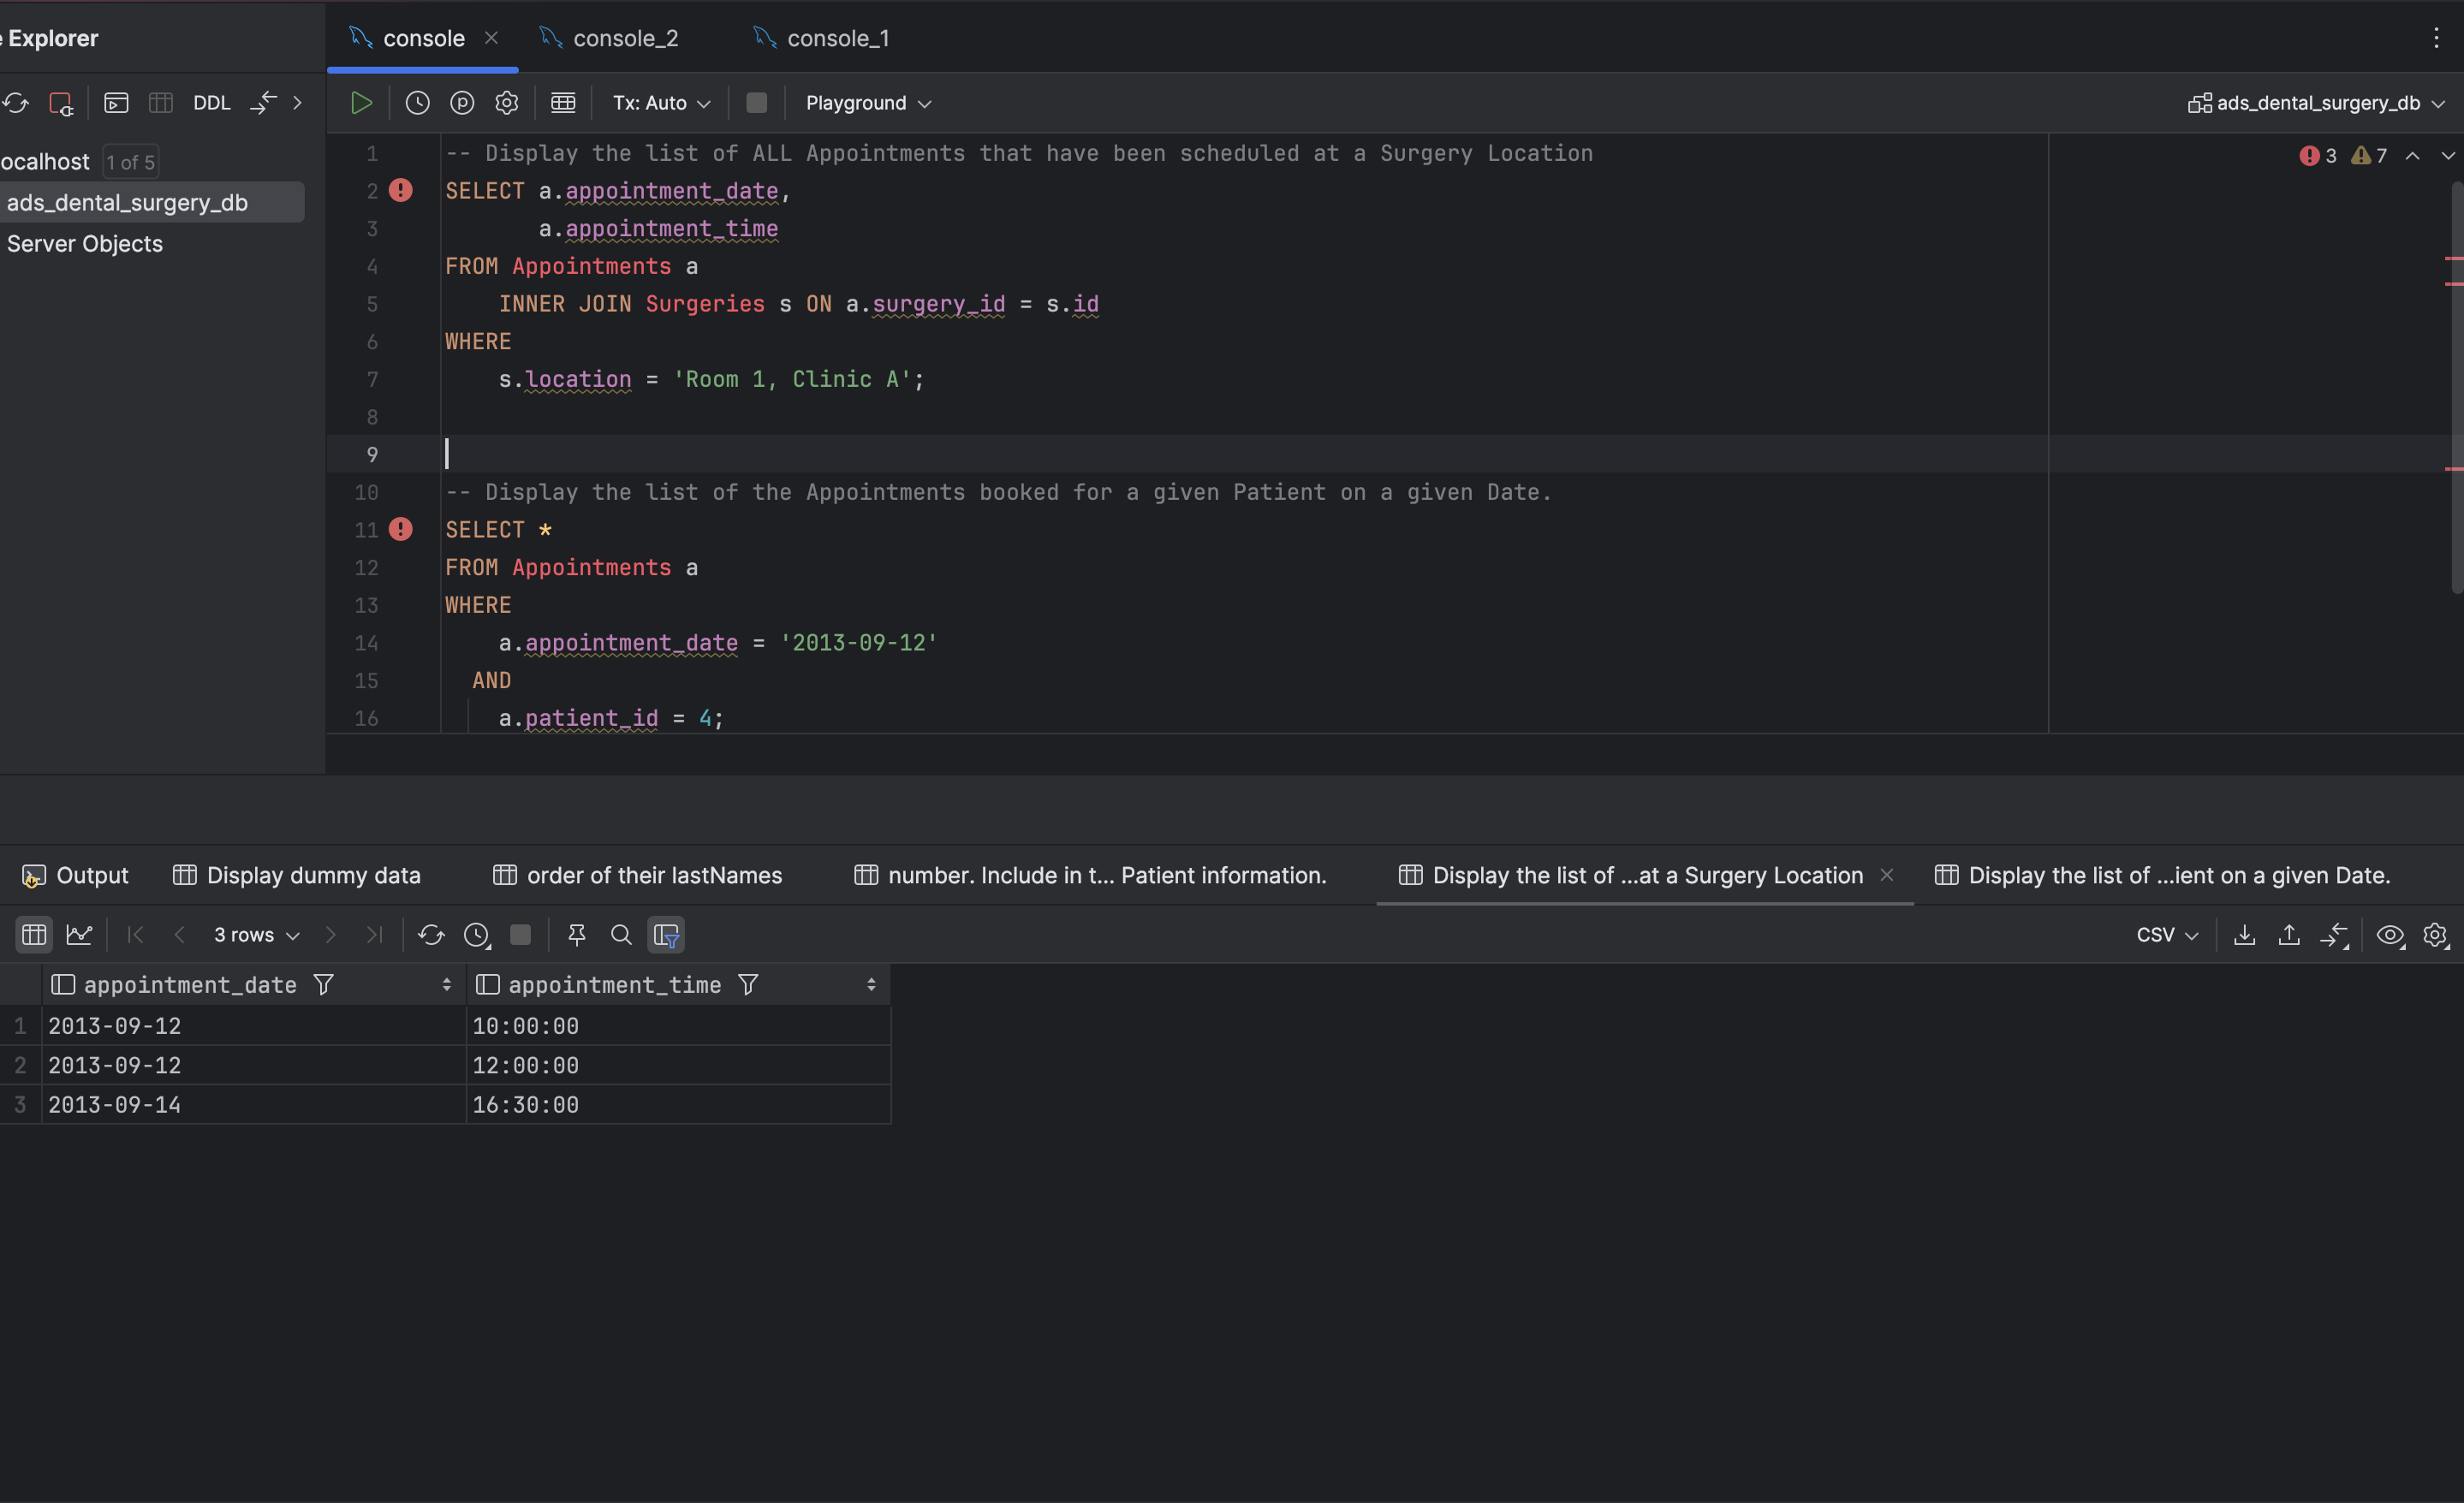 e Explorer
console
console_2
console_1
DDL
Tx: Auto
Playground
ads_dental_surgery_db
ocalhost 1 of 5
ads_dental_surgery_db
Server Objects
3 7
1 -- Display the list of ALL Appointments that have been scheduled at a Surgery Location
2 SELECT a.appointment_date,
3 a.appointment_time
4 FROM Appointments a
5 INNER JOIN Surgeries s ON a.surgery_id = s.id
6 WHERE
7 s.location = 'Room 1, Clinic A';
8
9
10 -- Display the list of the Appointments booked for a given Patient on a given Date.
11 SELECT *
12 FROM Appointments a
13 WHERE
14 a.appointment_date = '2013-09-12'
15 AND
16 a.patient_id = 4;
Output
Display dummy data
order of their lastNames
number. Include in t... Patient information.
Display the list of ...at a Surgery Location
Display the list of ...ient on a given Date.
3 rows
CSV
appointment_date appointment_time
1 2013-09-12 10:00:00
2 2013-09-12 12:00:00
3 2013-09-14 16:30:00